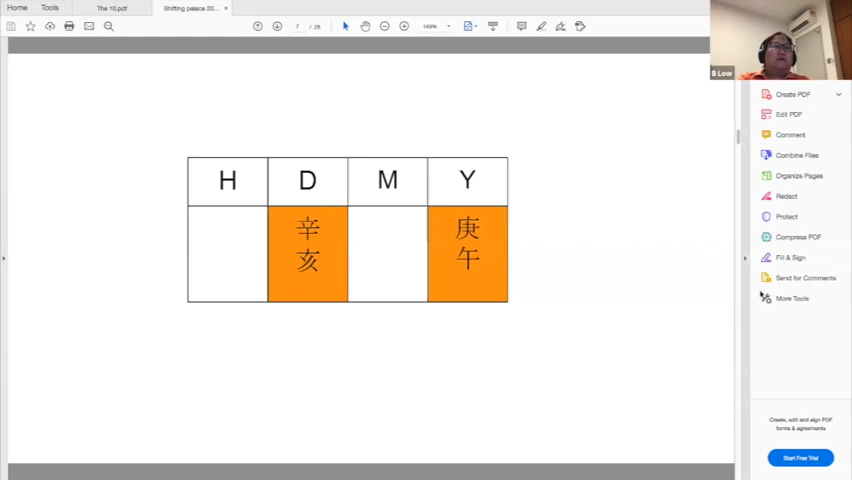 Home Tools The 10.pdf Shifting palace 20... ×
7 / 28 149%
B Low
Create PDF
Edit PDF
Comment
Combine Files
Organize Pages
Redact
Protect
Compress PDF
Fill & Sign
Send for Comments
More Tools
H D M Y
辛 庚
亥 午
Create, edit and sign PDF
forms & agreements
Start Free Trial